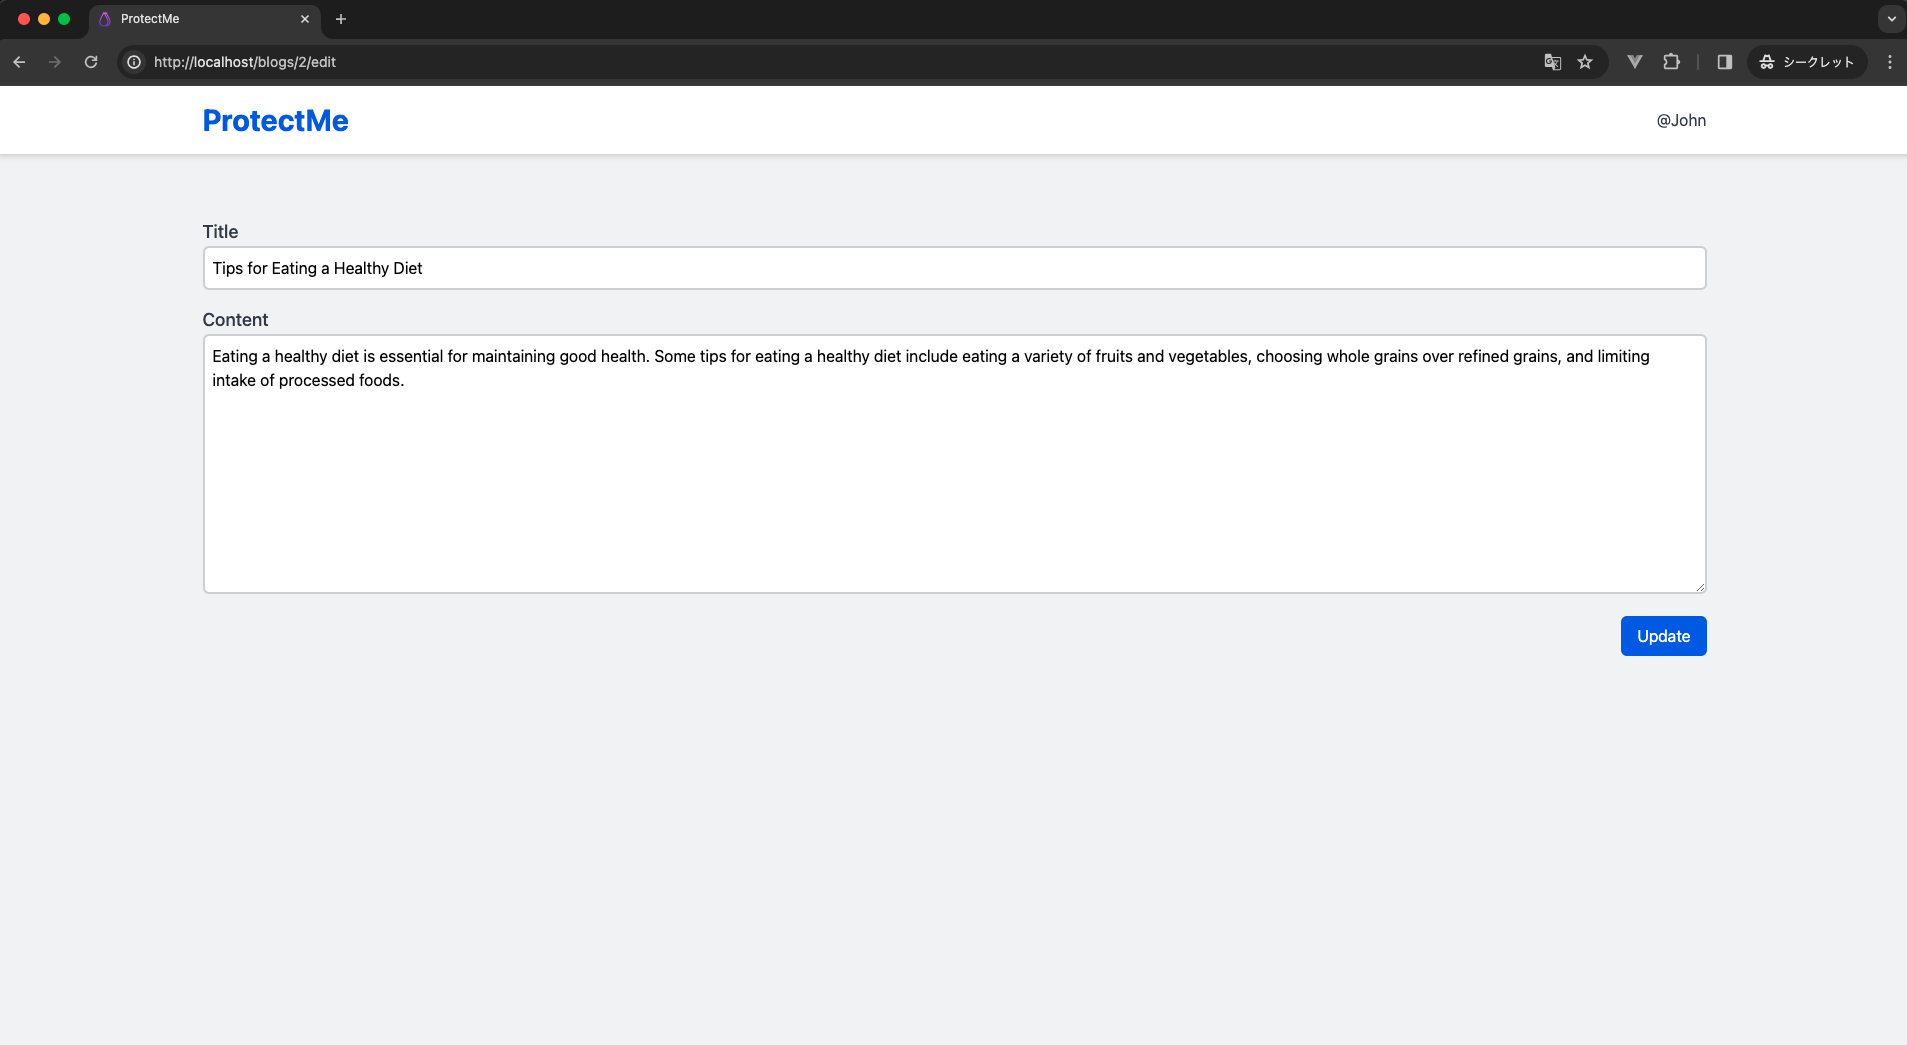 ProtectMe
http://localhost/blogs/2/edit
シークレット
ProtectMe
@John
Title
Tips for Eating a Healthy Diet
Content
Eating a healthy diet is essential for maintaining good health. Some tips for eating a healthy diet include eating a variety of fruits and vegetables, choosing whole grains over refined grains, and limiting
intake of processed foods.
Update